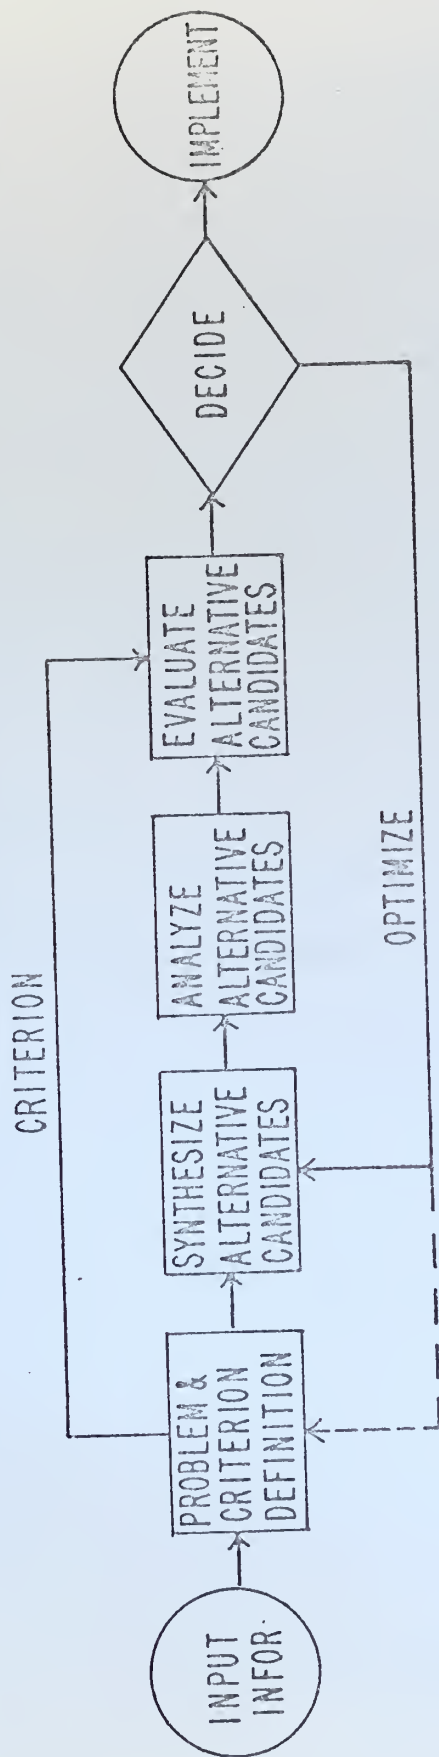 INPUT
INFOR.
PROBLEM &
CRITERION
DEFINITION
CRITERION
SYNTHESIZE
ALTERNATIVE
CANDIDATES
ANALYZE
ALTERNATIVE
CANDIDATES
EVALUATE
ALTERNATIVE
CANDIDATES
DECIDE
IMPLEMENT
OPTIMIZE